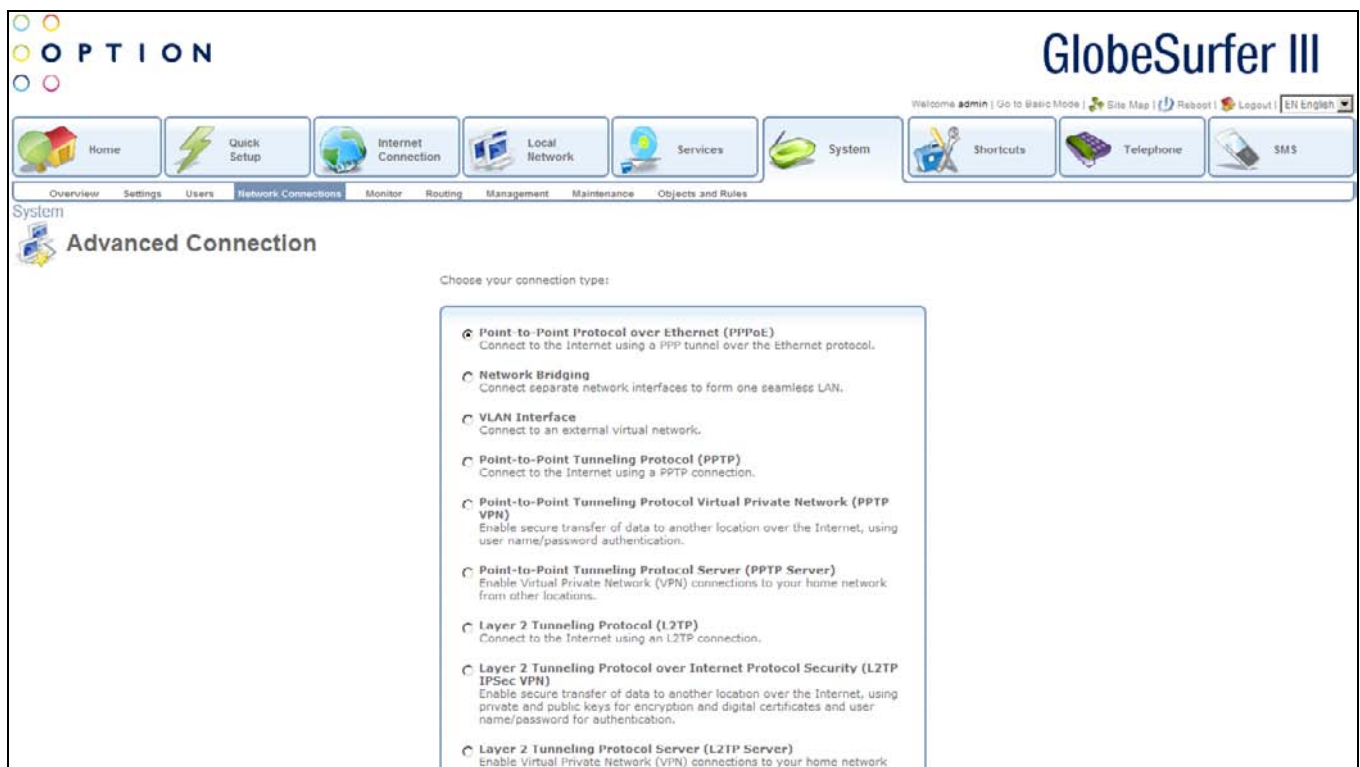 OPTION
GlobeSurfer III
Welcome admin | Go to Basic Mode | Site Map | Reboot | Logout | EN English
Home
Quick
Setup
Internet
Connection
Local
Network
Services
System
Shortcuts
Telephone
SMS
Overview Settings Users Network Connections Monitor Routing Management Maintenance Objects and Rules
System
Advanced Connection
Choose your connection type:
Point-to-Point Protocol over Ethernet (PPPoE)
Connect to the Internet using a PPP tunnel over the Ethernet protocol.
Network Bridging
Connect separate network interfaces to form one seamless LAN.
VLAN Interface
Connect to an external virtual network.
Point-to-Point Tunneling Protocol (PPTP)
Connect to the Internet using a PPTP connection.
Point-to-Point Tunneling Protocol Virtual Private Network (PPTP
VPN)
Enable secure transfer of data to another location over the Internet, using
user name/password authentication.
Point-to-Point Tunneling Protocol Server (PPTP Server)
Enable Virtual Private Network (VPN) connections to your home network
from other locations.
Layer 2 Tunneling Protocol (L2TP)
Connect to the Internet using an L2TP connection.
Layer 2 Tunneling Protocol over Internet Protocol Security (L2TP
IPSec VPN)
Enable secure transfer of data to another location over the Internet, using
private and public keys for encryption and digital certificates and user
name/password for authentication.
Layer 2 Tunneling Protocol Server (L2TP Server)
Enable Virtual Private Network (VPN) connections to your home network